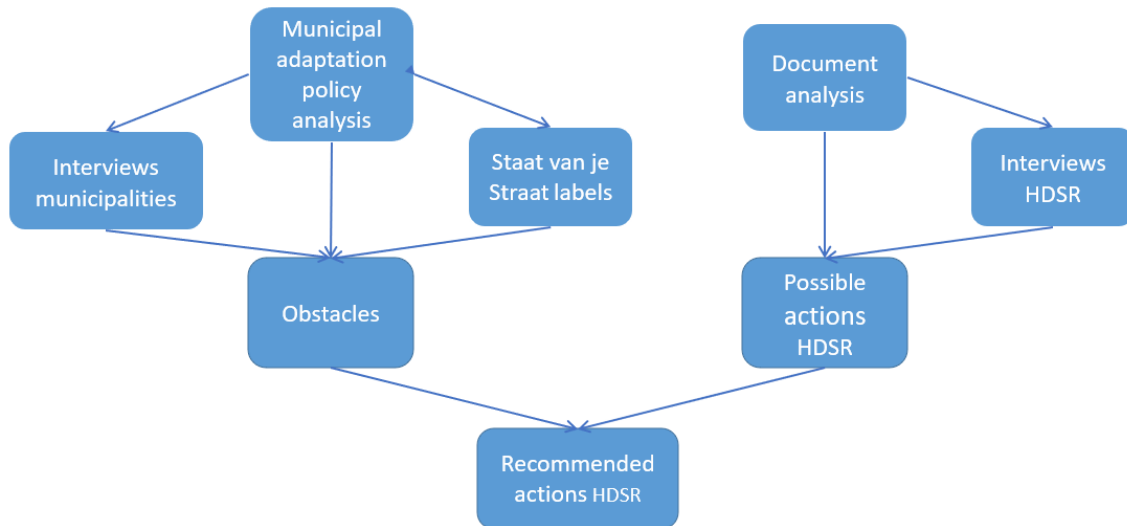 Municipal
adaptation
policy
analysis
Document
analysis
Interviews
municipalities
Staat van je
Straat labels
Interviews
HDSR
Obstacles
Possible
actions
HDSR
Recommended
actions HDSR